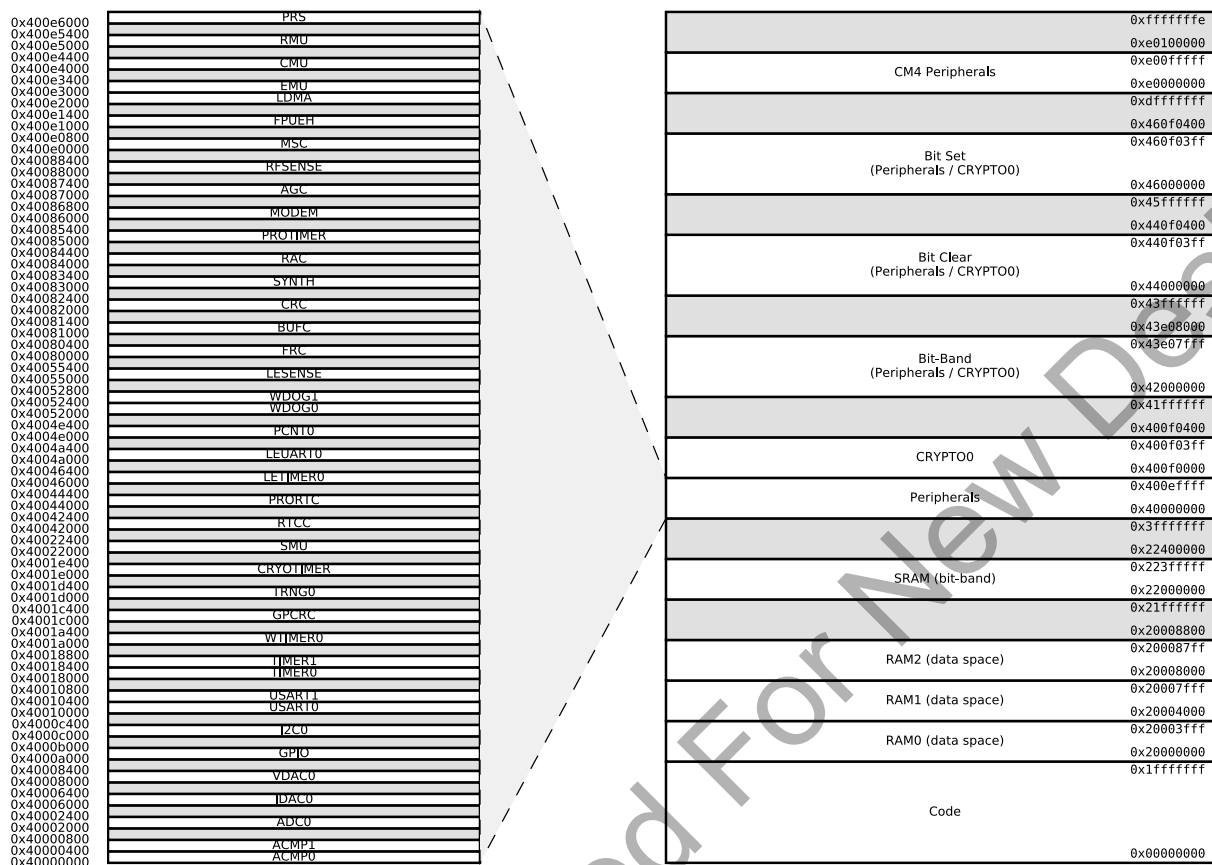 PRS
0x400e6000
0x400e5400
RMU
0x400e5000
0x400e4400
CMU
0x400e4000
0x400e3400
EMU
0x400e3000
LDMA
0x400e2000
0x400e1400
FPUEH
0x400e1000
0x400e0800
MSC
0x400e0000
0x40088400
RFSENSE
0x40088000
0x40087400
AGC
0x40087000
0x40086800
MODEM
0x40086000
0x40085400
PROTIMER
0x40085000
0x40084400
RAC
0x40084000
0x40083400
SYNTH
0x40083000
0x40082400
CRC
0x40082000
0x40081400
BUFC
0x40081000
0x40080400
FRC
0x40080000
0x40055400
LESENSE
0x40055000
0x40052800
WDOG1
0x40052400
WDOG0
0x40052000
0x4004e400
PCNT0
0x4004e000
0x4004a400
LEUART0
0x4004a000
0x40046400
LETIMER0
0x40046000
0x40044400
PRORTC
0x40044000
0x40042400
RTCC
0x40042000
0x40022400
SMU
0x40022000
0x4001e400
CRYOTIMER
0x4001e000
0x4001d400
TRNG0
0x4001d000
0x4001c400
GPCRC
0x4001c000
0x4001a400
WTIMER0
0x4001a000
0x40018800
TIMER1
0x40018400
TIMER0
0x40018000
0x40010800
USART1
0x40010400
USART0
0x40010000
0x4000c400
I2C0
0x4000c000
0x4000b000
GPIO
0x4000a000
0x40008400
VDAC0
0x40008000
0x40006400
IDAC0
0x40006000
0x40002400
ADC0
0x40002000
0x40000800
ACMP1
0x40000400
ACMP0
0x40000000
0xfffffffe
0xe0100000
0xe00fffff
CM4 Peripherals
0xe0000000
0xdfffffff
0x460f0400
0x460f03ff
Bit Set
(Peripherals / CRYPTO0)
0x46000000
0x45ffffff
0x440f0400
0x440f03ff
Bit Clear
(Peripherals / CRYPTO0)
0x44000000
0x43ffffff
0x43e08000
0x43e07fff
Bit-Band
(Peripherals / CRYPTO0)
0x42000000
0x41ffffff
0x400f0400
0x400f03ff
CRYPTO0
0x400f0000
0x400effff
Peripherals
0x40000000
0x3fffffff
0x22400000
0x223fffff
SRAM (bit-band)
0x22000000
0x21ffffff
0x20008800
0x200087ff
RAM2 (data space)
0x20008000
0x20007fff
RAM1 (data space)
0x20004000
0x20003fff
RAM0 (data space)
0x20000000
0x1fffffff
Code
0x00000000
ed For New Des